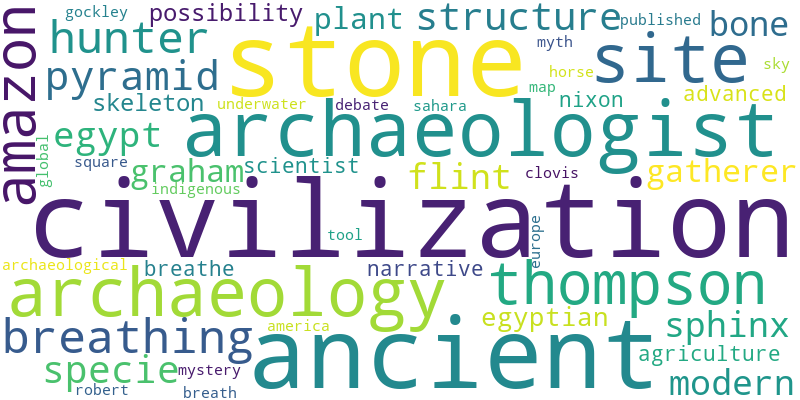 gockley
possibility
plant
structure
published
bone
amazon
hunter
stone
myth
site
sky
pyramid
horse
map
advanced
skeleton
underwater
debate
sahara
nixon
egypt
archaeologist
global
square
graham
scientist
flint
clovis
gatherer
indigenous
civilization
tool
europe
archaeological
breathe
narrative
thompson
archaeology
egyptian
sphinx
breathing
america
ancient
agriculture
specie
mystery
modern
robert
breath